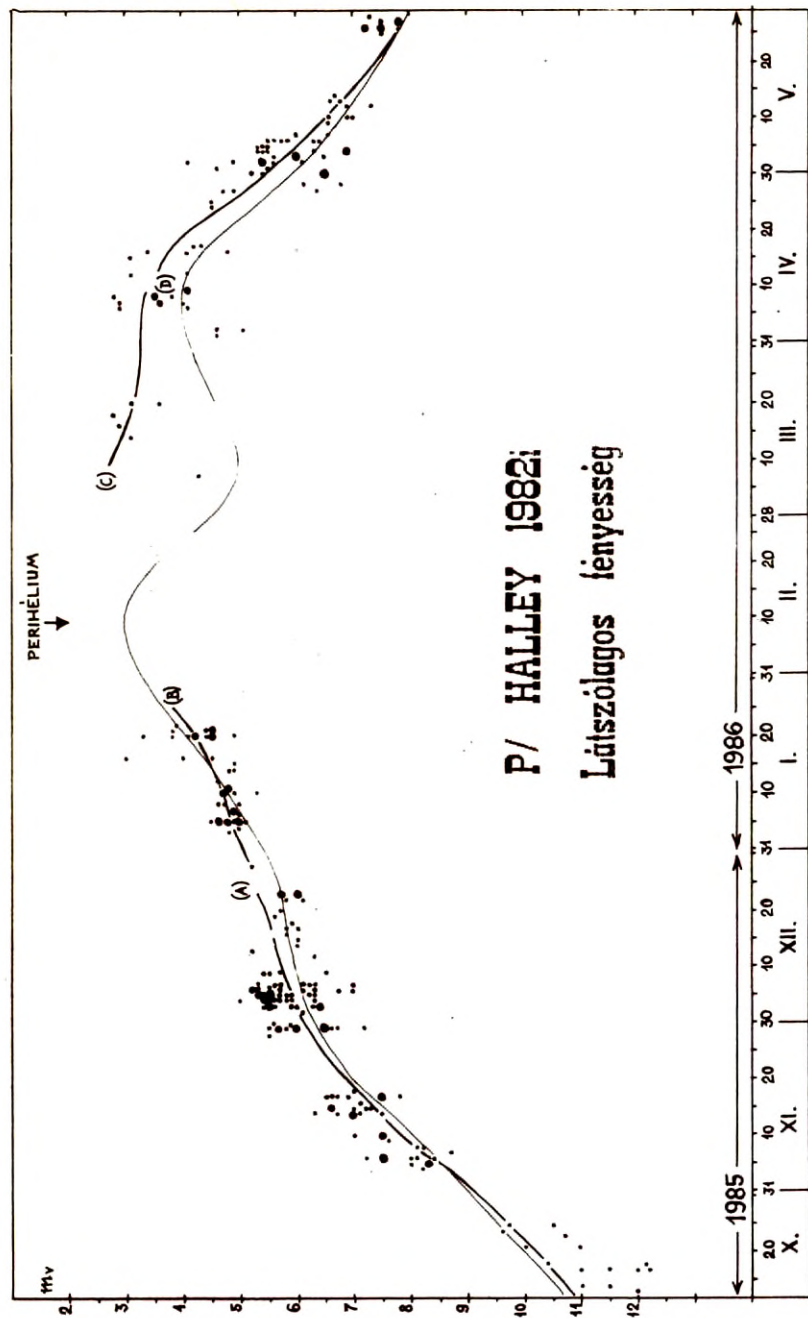 mv
2
3
4
5
6
7
8
9
10
11
12
PERIHÉLIUM
(A)
(B)
(C)
(D)
P/ HALLEY 1982i
Látszólagos fényesség
1985 1986
20 31 10 20 30 10 20 31 10 20 31 10 20 28 10 20 31 10 20 30 10 20
X. XI. XII. I. II. III. IV. V.